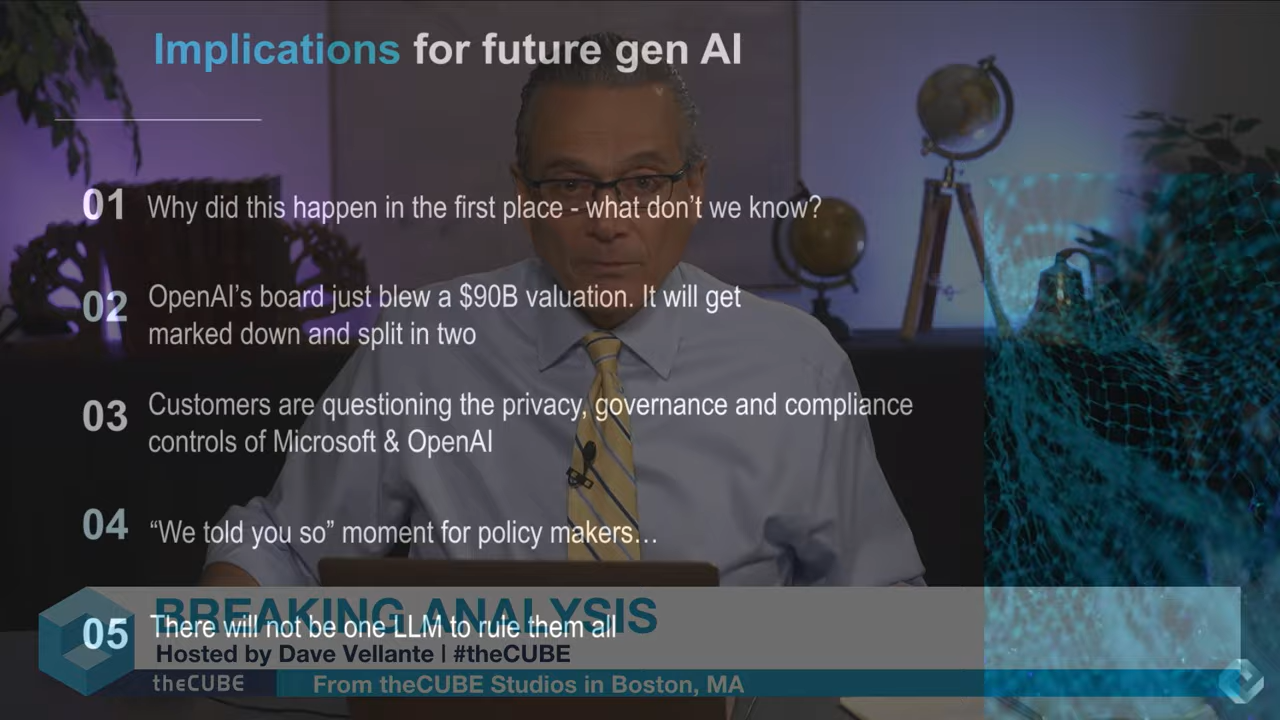 Implications for future gen AI
01 Why did this happen in the first place - what don't we know?
02 OpenAI's board just blew a $90B valuation. It will get
marked down and split in two
03 Customers are questioning the privacy, governance and compliance
controls of Microsoft & OpenAI
04 “We told you so” moment for policy makers…
BREAKING ANALYSIS
05 There will not be one LLM to rule them all
Hosted by Dave Vellante | #theCUBE
theCUBE From theCUBE Studios in Boston, MA